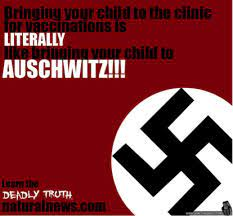 Bringing your child to the clinic
for vaccinations is
LITERALLY
like bringing your child to
AUSCHWITZ!!!
Learn the
DEADLY TRUTH
naturalnews.com